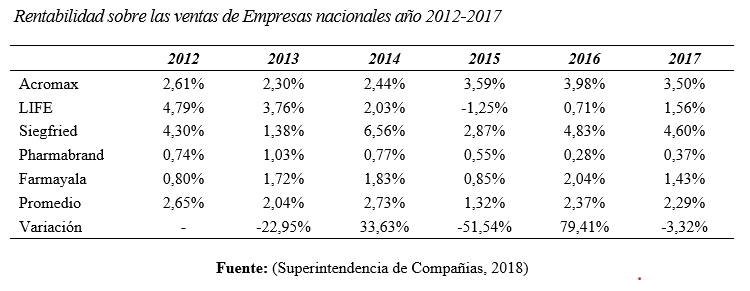 Rentabilidad sobre las ventas de Empresas nacionales año 2012-2017
2012 2013 2014 2015 2016 2017
Acromax 2,61% 2,30% 2,44% 3,59% 3,98% 3,50%
LIFE 4,79% 3,76% 2,03% -1,25% 0,71% 1,56%
Siegfried 4,30% 1,38% 6,56% 2,87% 4,83% 4,60%
Pharmabrand 0,74% 1,03% 0,77% 0,55% 0,28% 0,37%
Farmayala 0,80% 1,72% 1,83% 0,85% 2,04% 1,43%
Promedio 2,65% 2,04% 2,73% 1,32% 2,37% 2,29%
Variación - -22,95% 33,63% -51,54% 79,41% -3,32%
Fuente: (Superintendencia de Compañias, 2018)